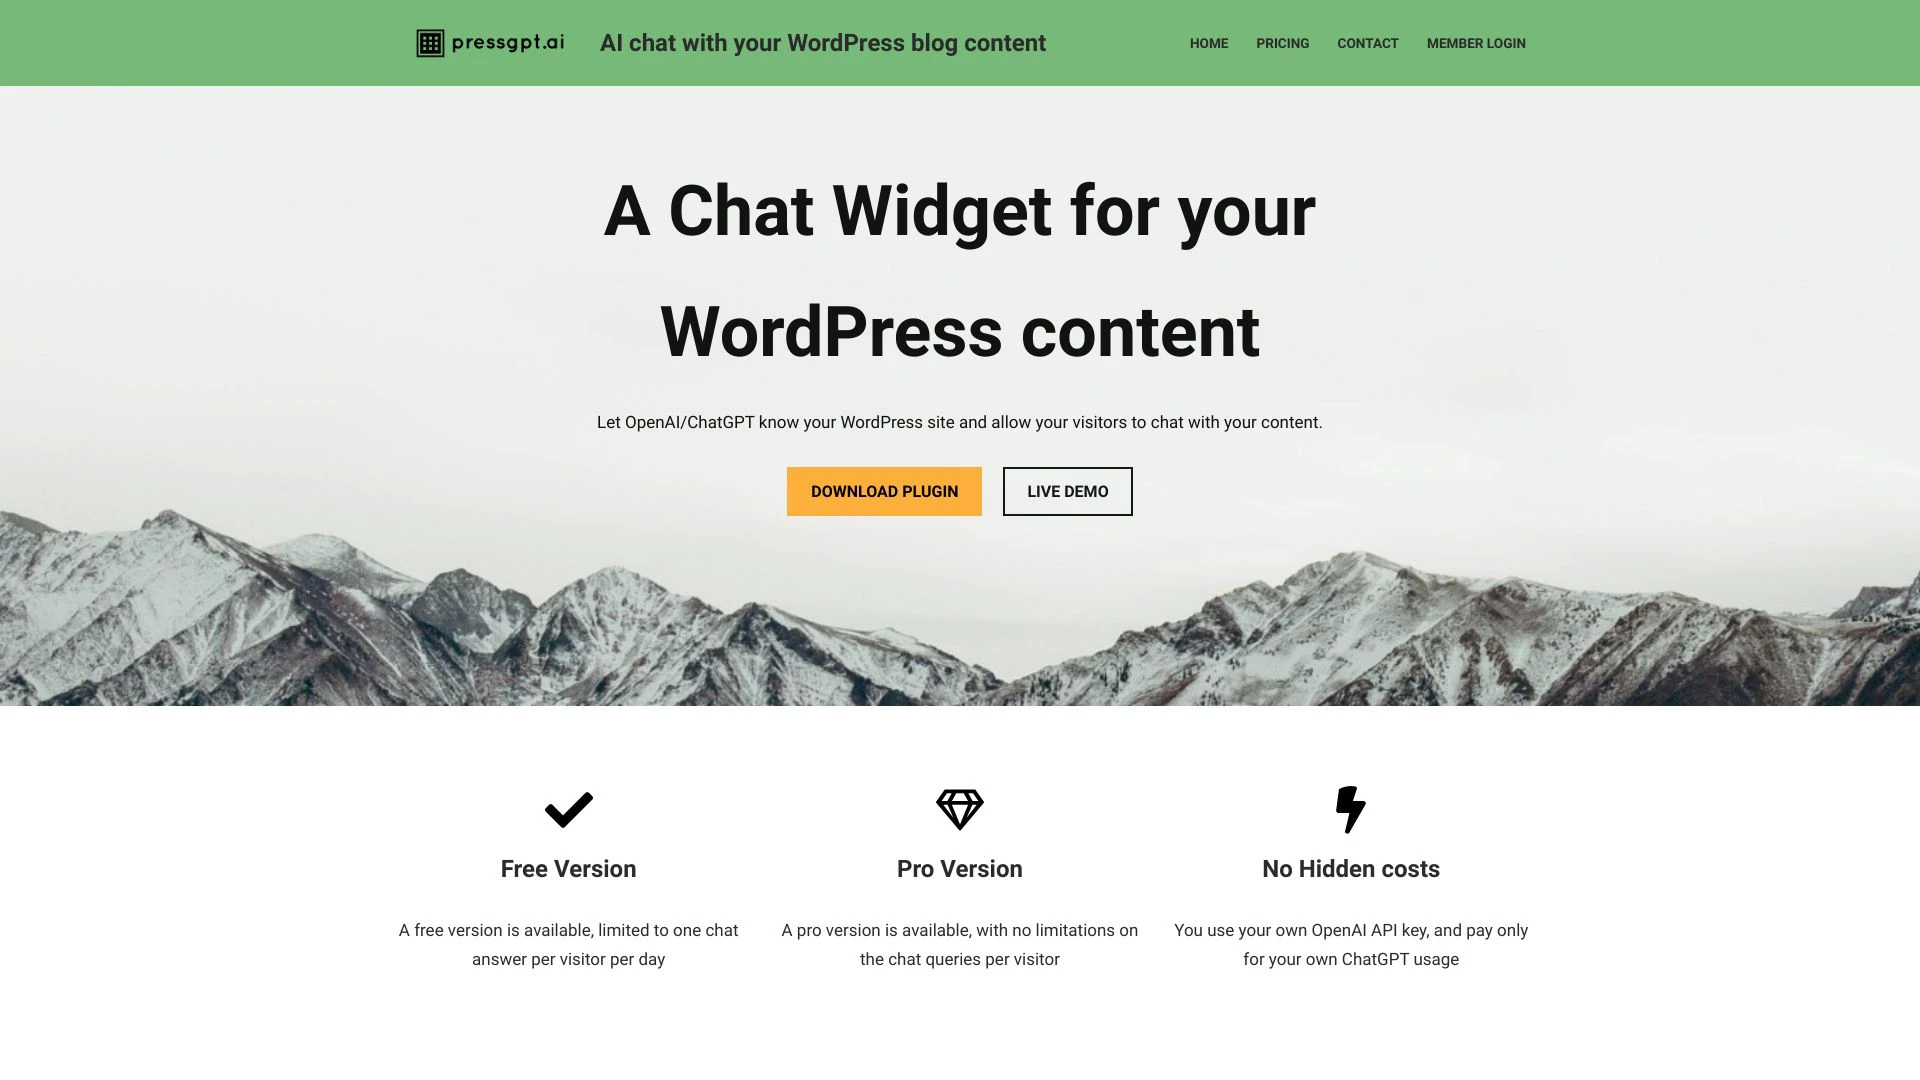 pressgpt.ai
AI chat with your WordPress blog content
HOME PRICING CONTACT MEMBER LOGIN
A Chat Widget for your
WordPress content
Let OpenAI/ChatGPT know your WordPress site and allow your visitors to chat with your content.
DOWNLOAD PLUGIN
LIVE DEMO
Free Version
A free version is available, limited to one chat
answer per visitor per day
Pro Version
A pro version is available, with no limitations on
the chat queries per visitor
No Hidden costs
You use your own OpenAI API key, and pay only
for your own ChatGPT usage